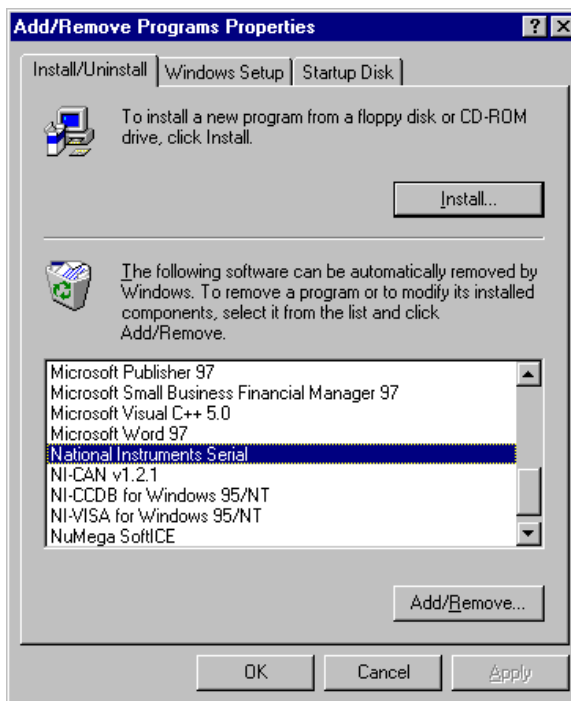 Add/Remove Programs Properties
Install/Uninstall
Windows Setup
Startup Disk
To install a new program from a floppy disk or CD-ROM
drive, click Install.
Install...
The following software can be automatically removed by
Windows. To remove a program or to modify its installed
components, select it from the list and click
Add/Remove.
Microsoft Publisher 97
Microsoft Small Business Financial Manager 97
Microsoft Visual C++ 5.0
Microsoft Word 97
National Instruments Serial
NI-CAN v1.2.1
NI-CCDB for Windows 95/NT
NI-VISA for Windows 95/NT
NuMega SoftICE
Add/Remove...
OK
Cancel
Apply